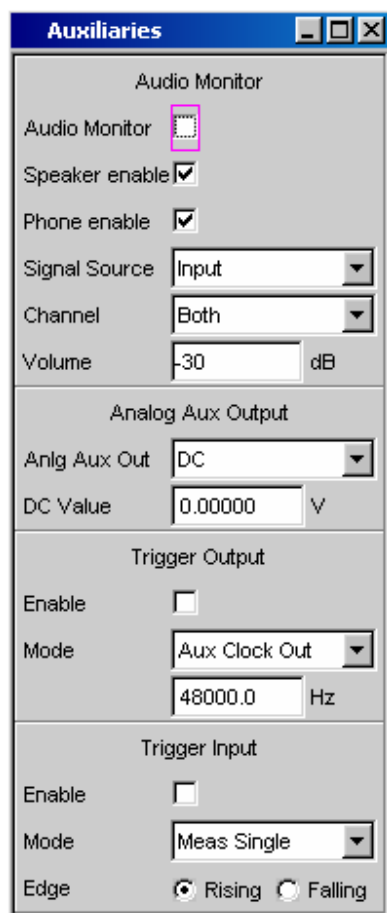 Auxiliaries
Audio Monitor
Audio Monitor
Speaker enable
Phone enable
Signal Source Input
Channel Both
Volume -30 dB
Analog Aux Output
Anlg Aux Out DC
DC Value 0.00000 V
Trigger Output
Enable
Mode Aux Clock Out
48000.0 Hz
Trigger Input
Enable
Mode Meas Single
Edge Rising Falling